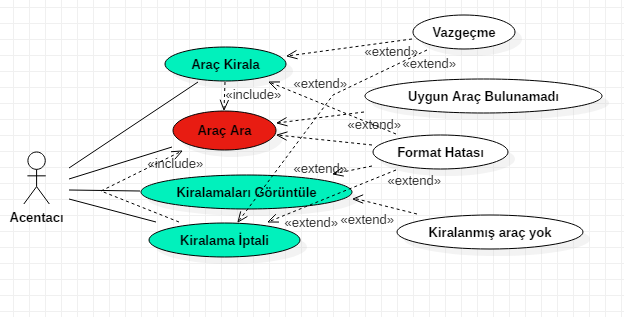 Vazgeçme
«extend»
Araç Kirala
«extend»
«extend»
«include»
Uygun Araç Bulunamadı
Araç Ara
«extend»
Format Hatası
«include»
«extend»
«extend»
Kiralamaları Görüntüle
Acentacı
«extend»
«extend»
Kiralama İptali
Kiralanmış araç yok